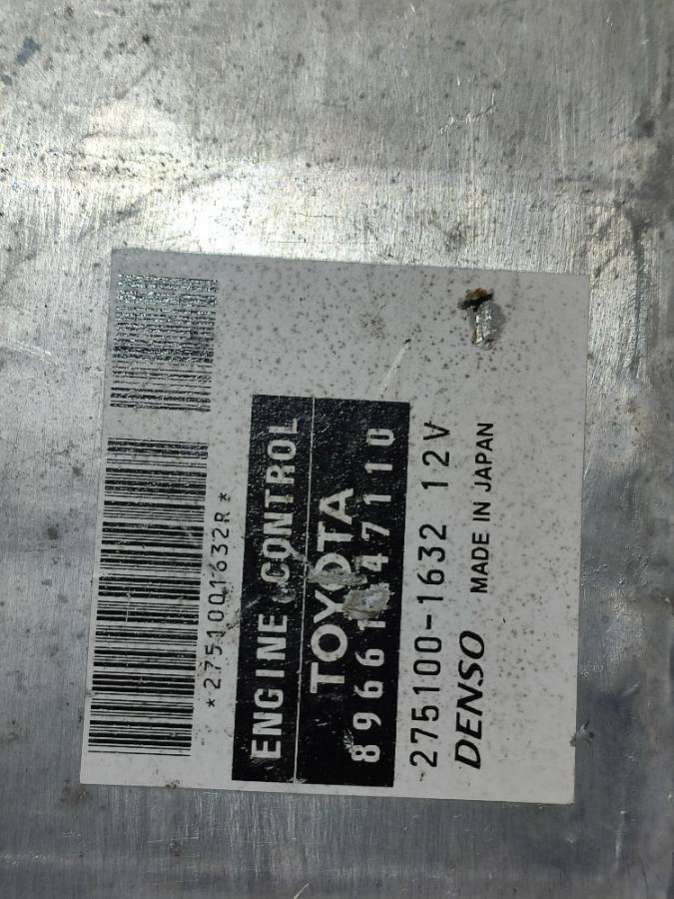 *2751001632R*
ENGINE CONTROL
TOYOTA
89661-47110
275100-1632 12V
DENSO MADE IN JAPAN